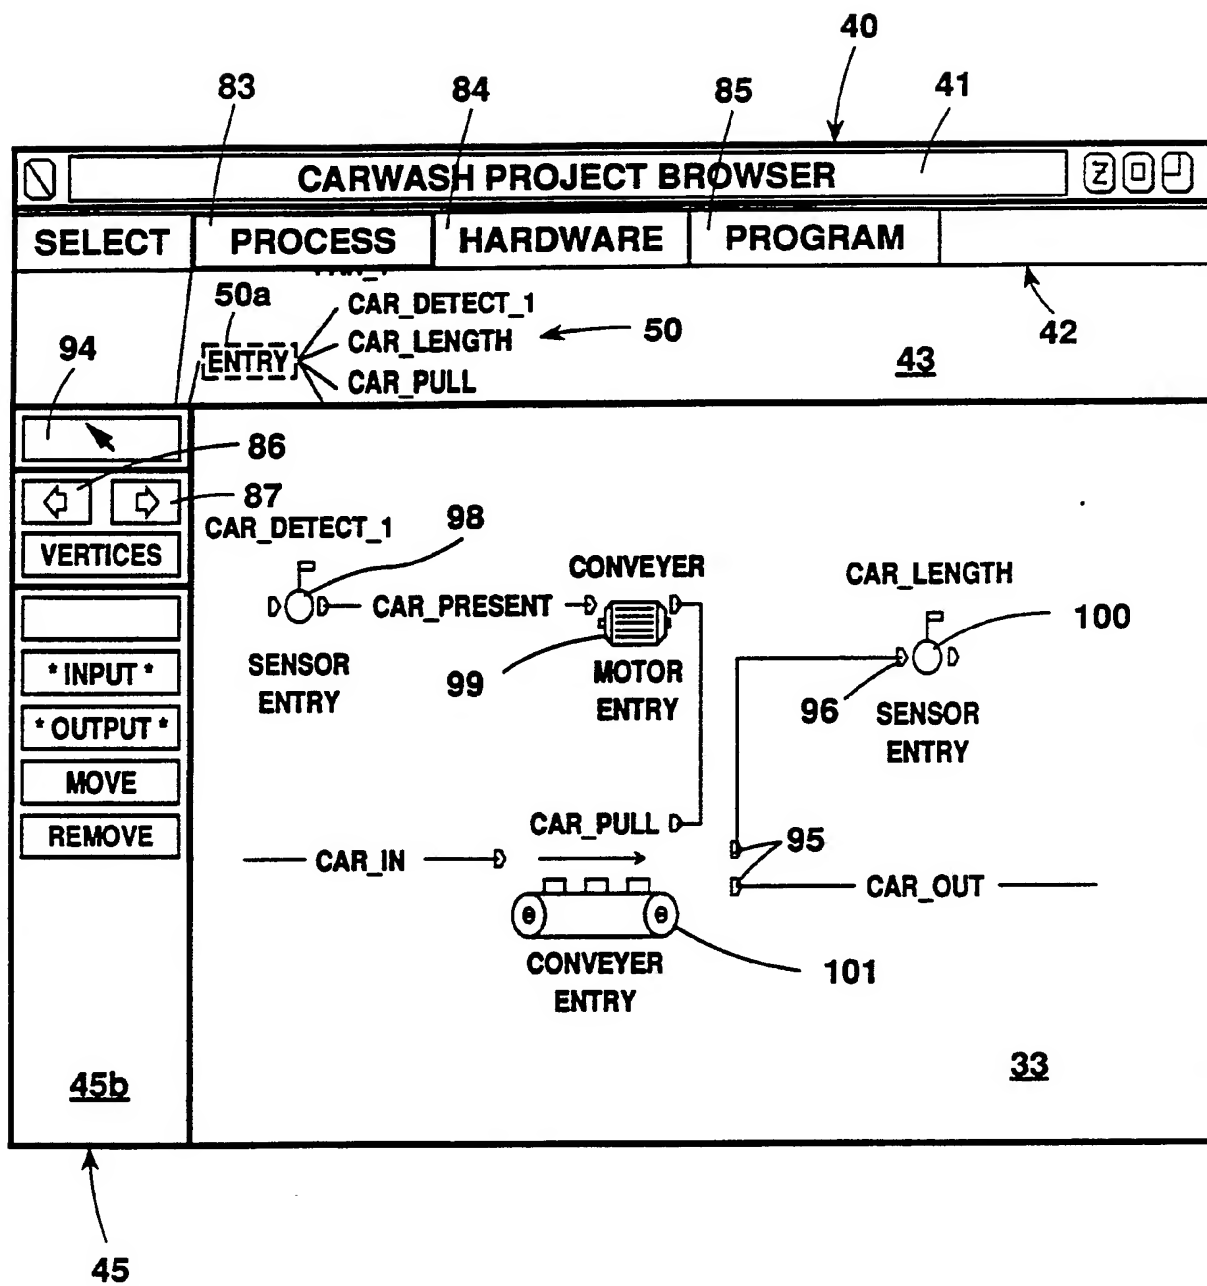 40
83
84
85
41
CARWASH PROJECT BROWSER
Z
SELECT
PROCESS
HARDWARE
PROGRAM
50a
CAR_DETECT_1
CAR_LENGTH
50
42
94
ENTRY
CAR_PULL
43
86
87
CAR_DETECT_1
98
VERTICES
CONVEYER
CAR_LENGTH
CAR_PRESENT
100
* INPUT *
SENSOR
ENTRY
99
MOTOR
ENTRY
96
SENSOR
ENTRY
* OUTPUT *
MOVE
REMOVE
CAR_PULL
95
CAR_IN
CAR_OUT
CONVEYER
ENTRY
101
45b
33
45